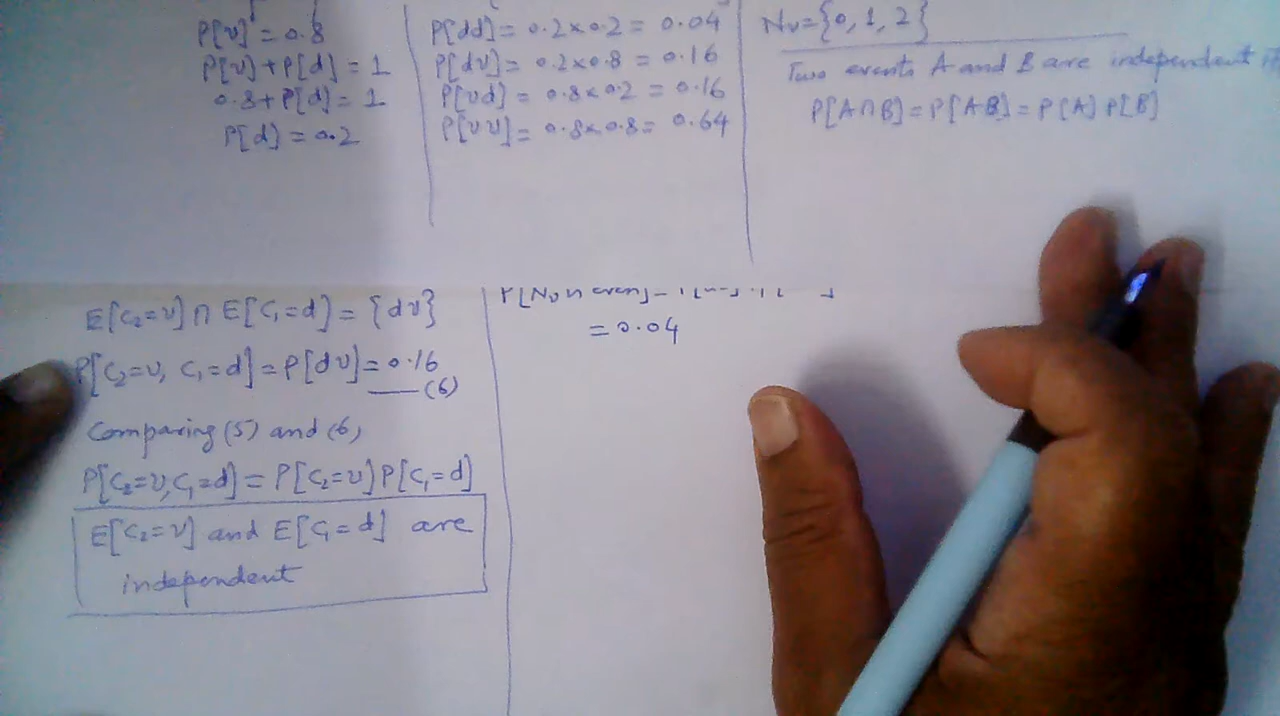 P[v] = 0.8
P[v] + P[d] = 1
0.8 + P[d] = 1
P[d] = 0.2
P[dd] = 0.2 x 0.2 = 0.04
P[dv] = 0.2 x 0.8 = 0.16
P[vd] = 0.8 x 0.2 = 0.16
P[vv] = 0.8 x 0.8 = 0.64
Nv = {0, 1, 2}
Two events A and B are independent if
P[A∩B] = P[AB] = P[A] P[B]
E[C₂=v] ∩ E[C₁=d] = {dv}
P[C₂=v, C₁=d] = P[dv] = 0.16
(6)
Comparing (5) and (6)
P[C₂=v, C₁=d] = P[C₂=v] P[C₁=d]
E[C₂=v] and E[C₁=d] are
independent
= 0.04